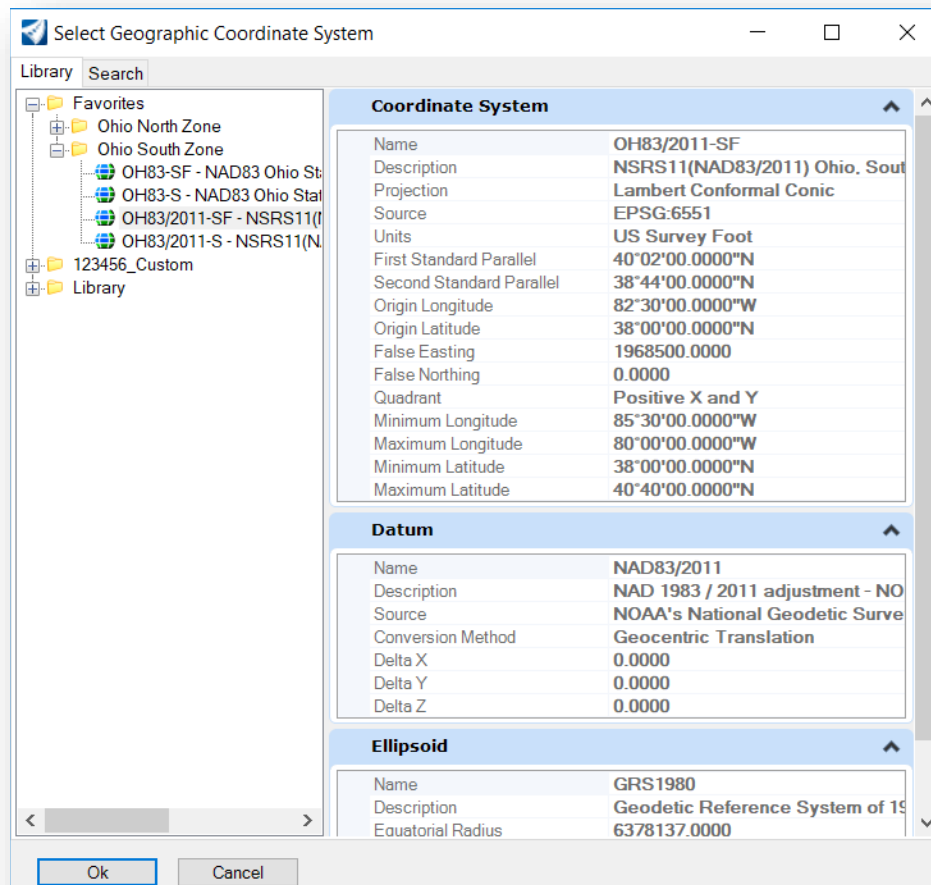 Select Geographic Coordinate System
Library Search
Favorites
Ohio North Zone
Ohio South Zone
OH83-SF - NAD83 Ohio Sta
OH83-S - NAD83 Ohio Stat
OH83/2011-SF - NSRS11(N
OH83/2011-S - NSRS11(NA
123456_Custom
Library
Coordinate System
Name OH83/2011-SF
Description NSRS11(NAD83/2011) Ohio, Sout
Projection Lambert Conformal Conic
Source EPSG:6551
Units US Survey Foot
First Standard Parallel 40°02'00.0000"N
Second Standard Parallel 38°44'00.0000"N
Origin Longitude 82°30'00.0000"W
Origin Latitude 38°00'00.0000"N
False Easting 1968500.0000
False Northing 0.0000
Quadrant Positive X and Y
Minimum Longitude 85°30'00.0000"W
Maximum Longitude 80°00'00.0000"W
Minimum Latitude 38°00'00.0000"N
Maximum Latitude 40°40'00.0000"N
Datum
Name NAD83/2011
Description NAD 1983 / 2011 adjustment - NO
Source NOAA's National Geodetic Surve
Conversion Method Geocentric Translation
Delta X 0.0000
Delta Y 0.0000
Delta Z 0.0000
Ellipsoid
Name GRS1980
Description Geodetic Reference System of 19
Equatorial Radius 6378137.0000
Ok Cancel